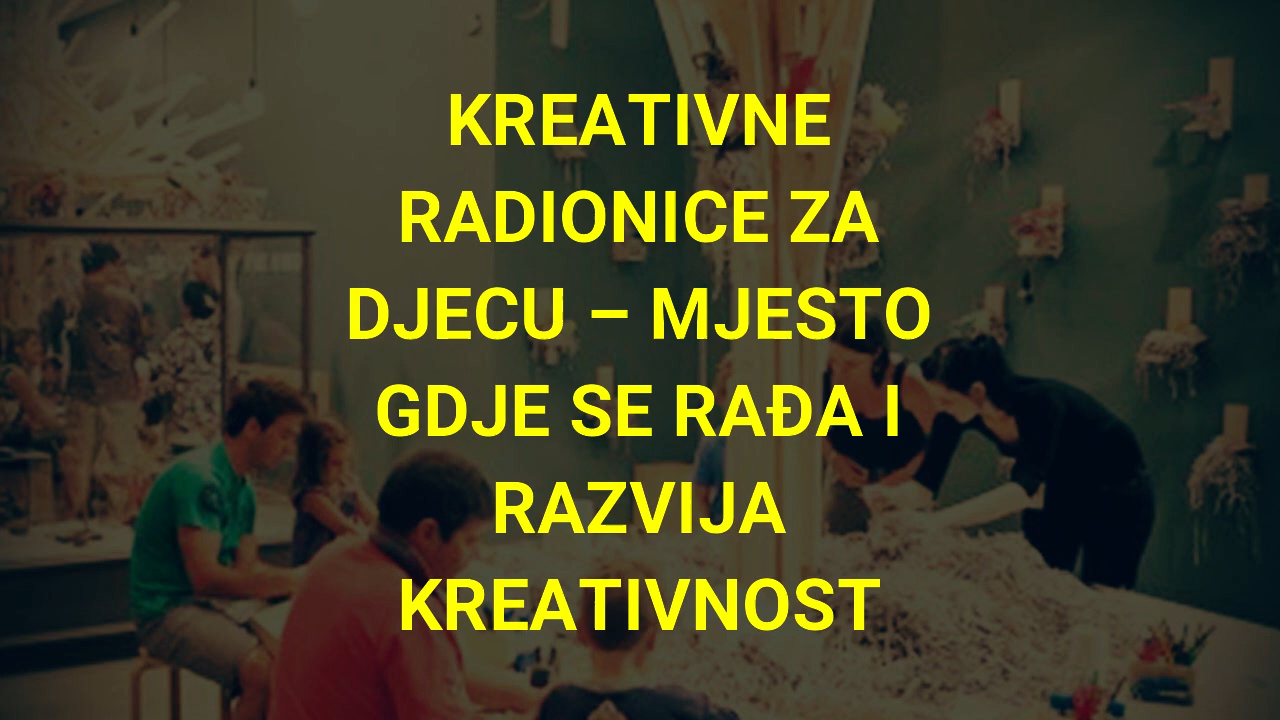 KREATIVNE
RADIONICE ZA
DJECU – MJESTO
GDJE SE RAĐA I
RAZVIJA
KREATIVNOST